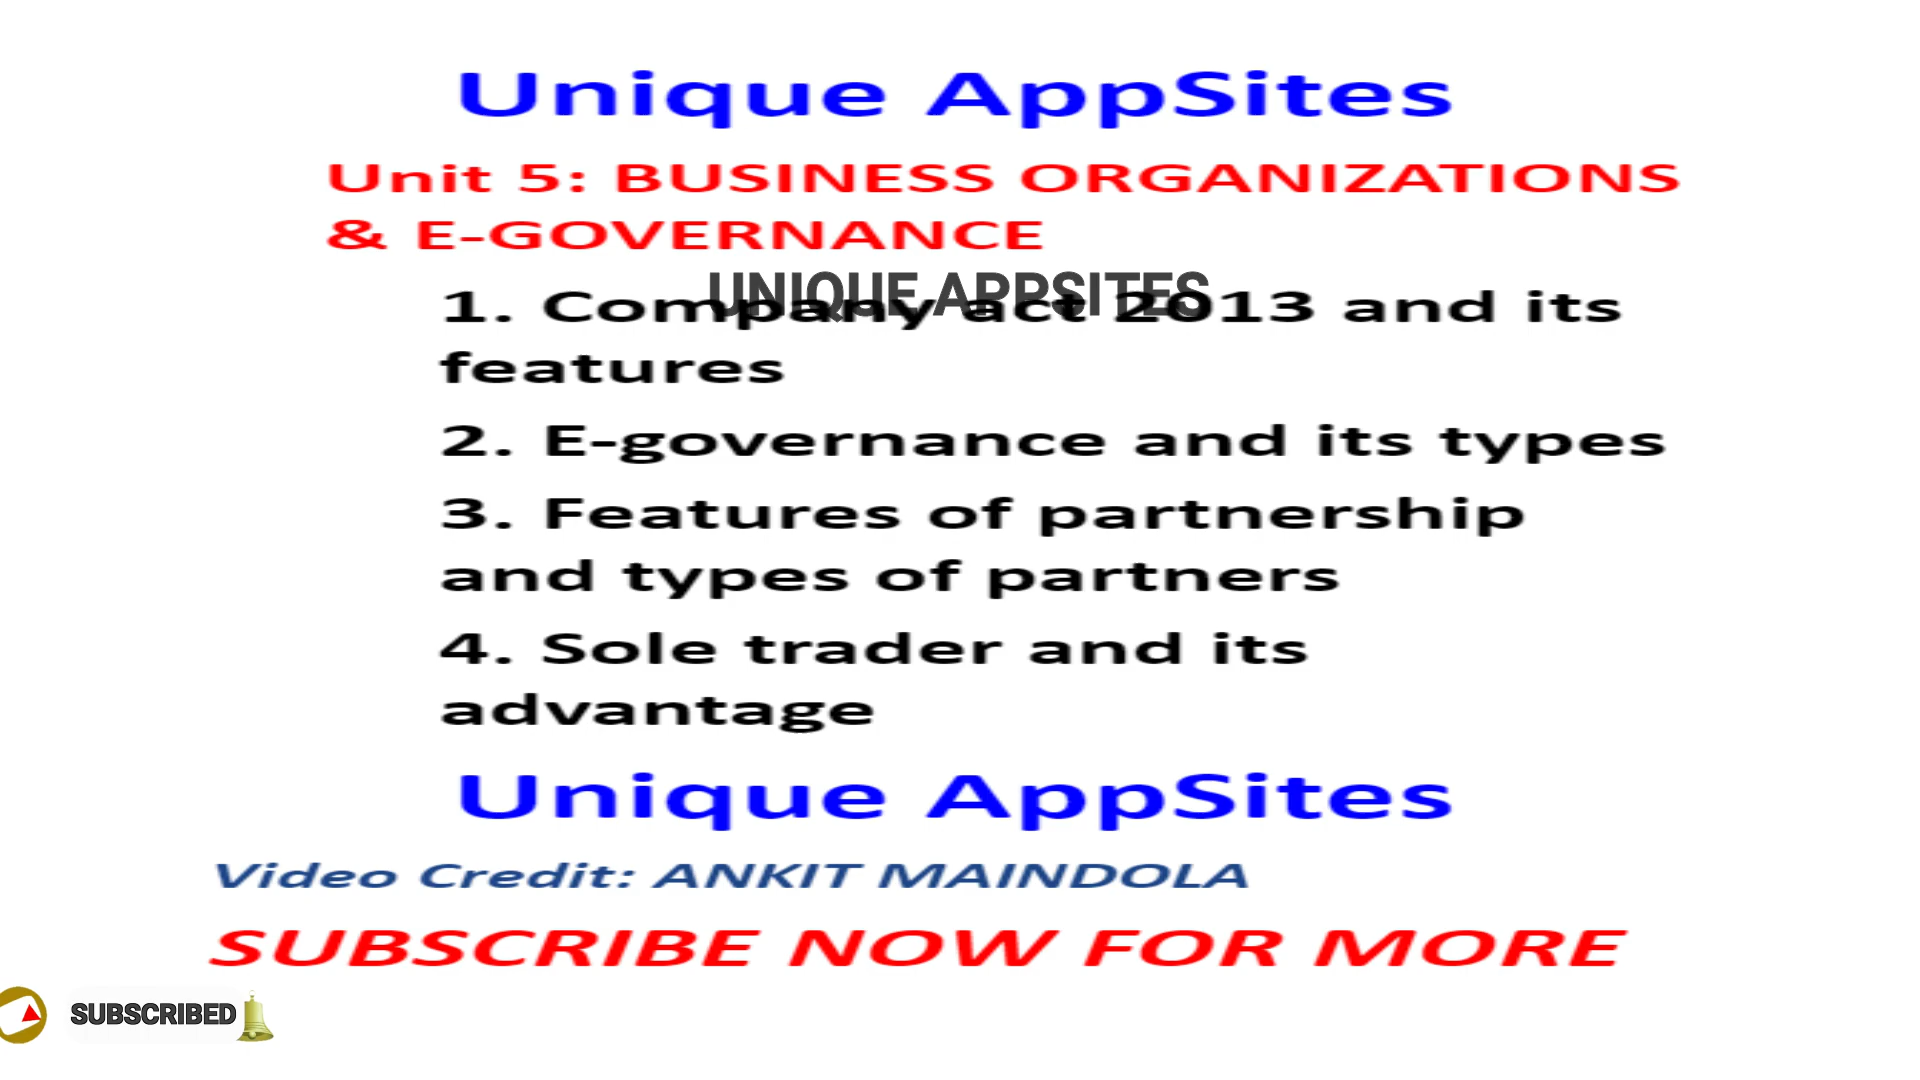 Unique AppSites
Unit 5: BUSINESS ORGANIZATIONS
& E-GOVERNANCE
UNIQUE APPSITES
1. Company act 2013 and its
features
2. E-governance and its types
3. Features of partnership
and types of partners
4. Sole trader and its
advantage
Unique AppSites
Video Credit: ANKIT MAINDOLA
SUBSCRIBE NOW FOR MORE
SUBSCRIBED